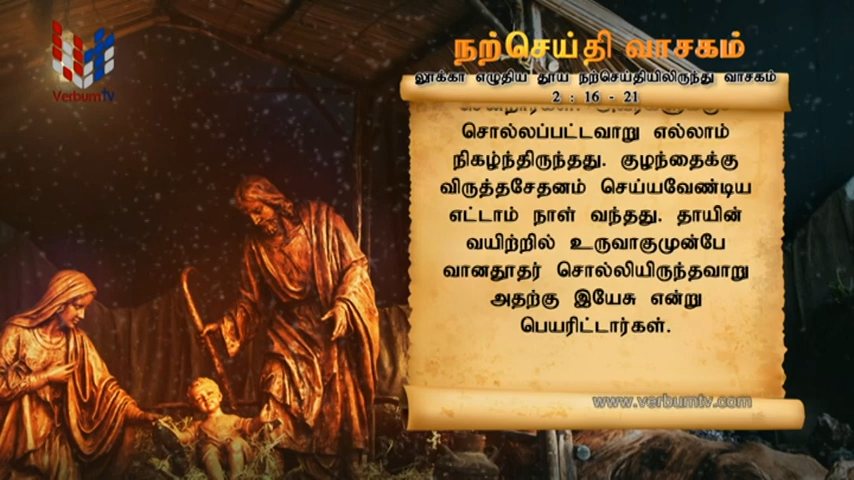 நற்செய்தி வாசகம்
லூக்கா எழுதிய தூய நற்செய்தியிலிருந்து வாசகம்
2 : 16 - 21
சொல்லப்பட்டவாறு எல்லாம்
நிகழ்ந்திருந்தது. குழந்தைக்கு
விருத்தசேதனம் செய்யவேண்டிய
எட்டாம் நாள் வந்தது. தாயின்
வயிற்றில் உருவாகுமுன்பே
வானதூதர் சொல்லியிருந்தவாறு
அதற்கு இயேசு என்று
பெயரிட்டார்கள்.
www.verbumtv.com
VerbumTV